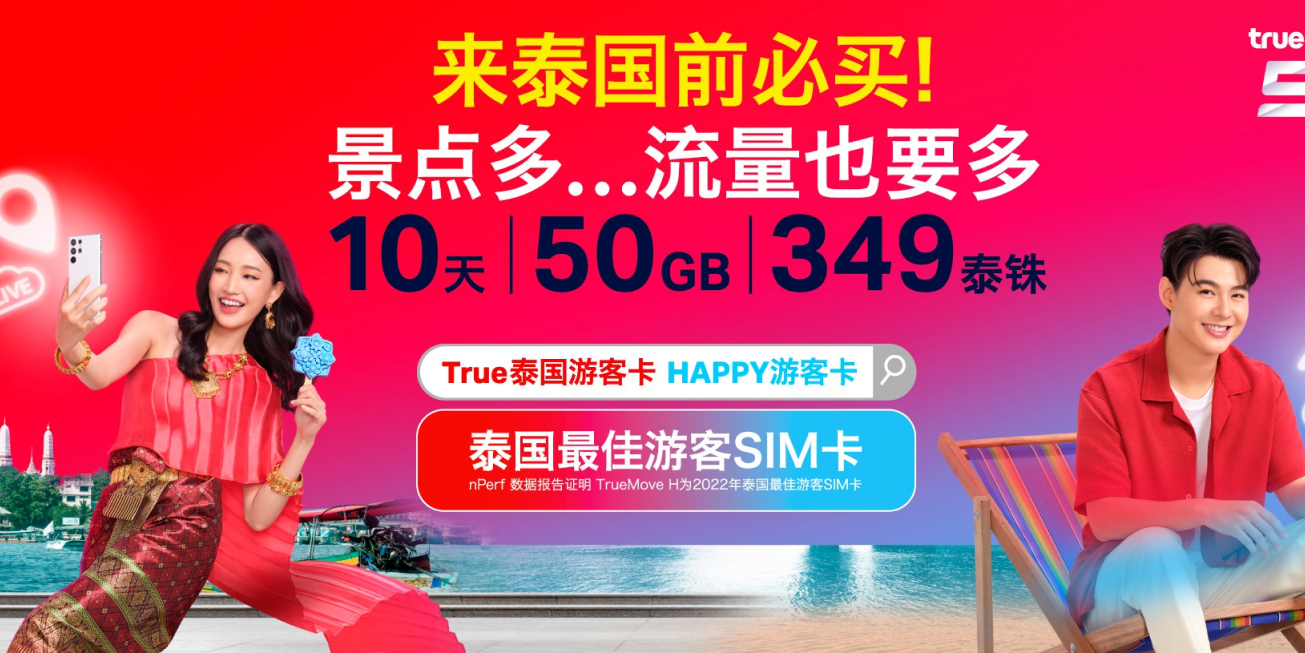 来泰国前必买!
true
景点多...流量也要多
10天 | 50GB | 349泰铢
LIVE
True泰国游客卡 HAPPY游客卡
泰国最佳游客SIM卡
nPerf 数据报告证明 TrueMove H为2022年泰国最佳游客SIM卡